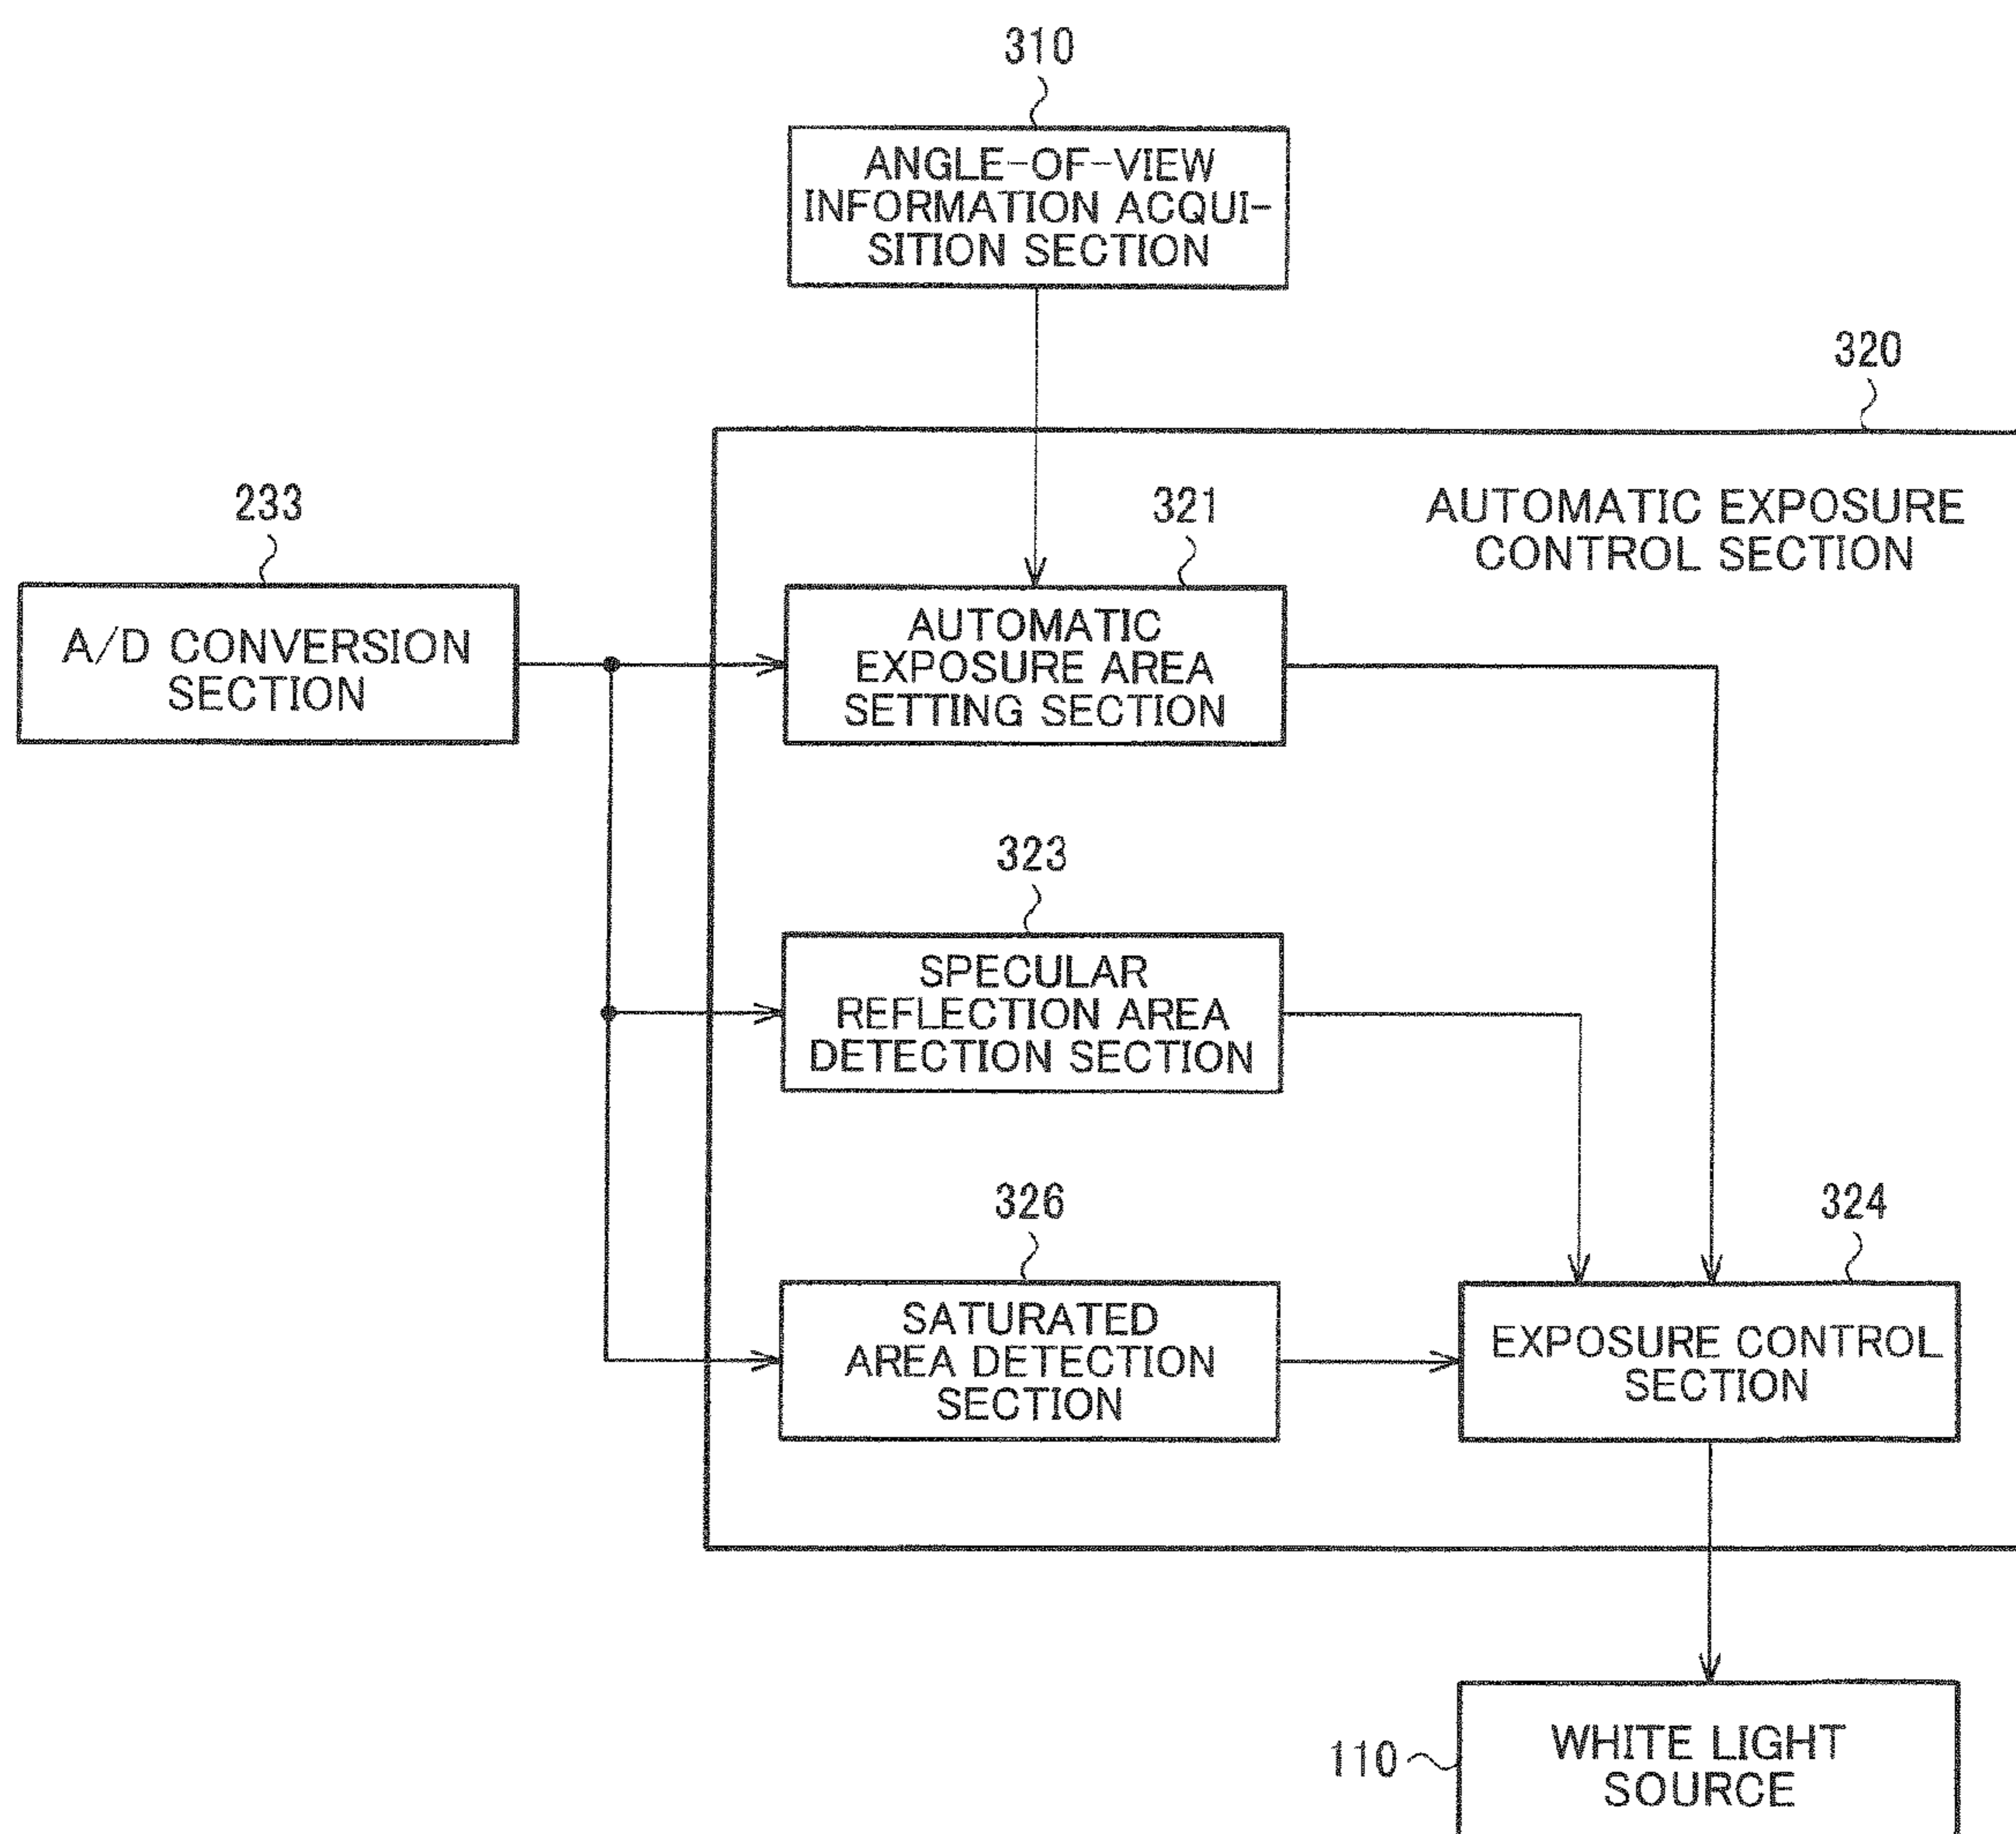 310
ANGLE-OF-VIEW
INFORMATION ACQUI-
SITION SECTION
320
AUTOMATIC EXPOSURE
CONTROL SECTION
233
A/D CONVERSION
SECTION
321
AUTOMATIC
EXPOSURE AREA
SETTING SECTION
323
SPECULAR
REFLECTION AREA
DETECTION SECTION
326
SATURATED
AREA DETECTION
SECTION
324
EXPOSURE CONTROL
SECTION
110
WHITE LIGHT
SOURCE